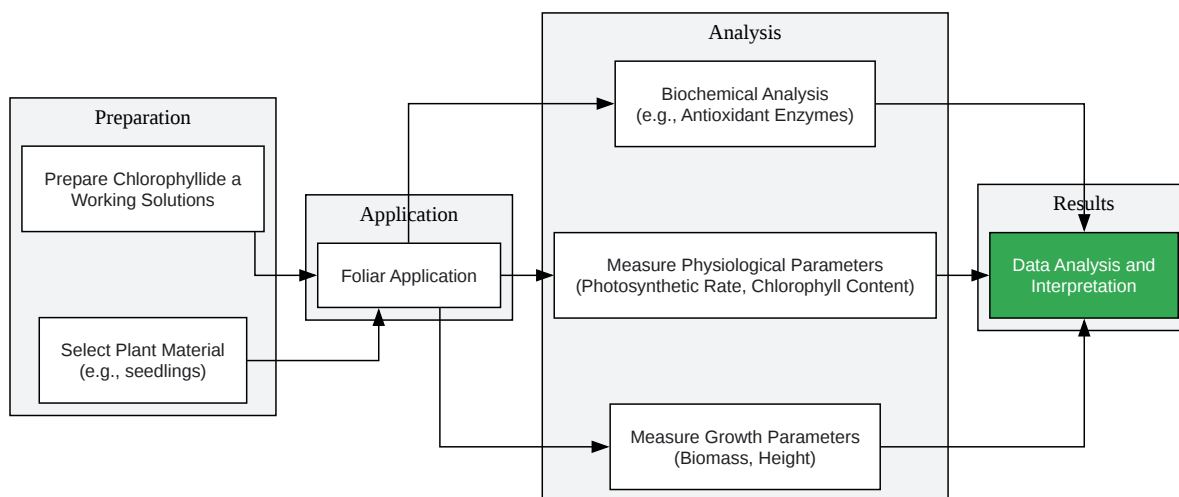 Preparation
Prepare Chlorophyllide a
Working Solutions
Select Plant Material
(e.g., seedlings)
Application
Foliar Application
Analysis
Biochemical Analysis
(e.g., Antioxidant Enzymes)
Measure Physiological Parameters
(Photosynthetic Rate, Chlorophyll Content)
Measure Growth Parameters
(Biomass, Height)
Results
Data Analysis and
Interpretation